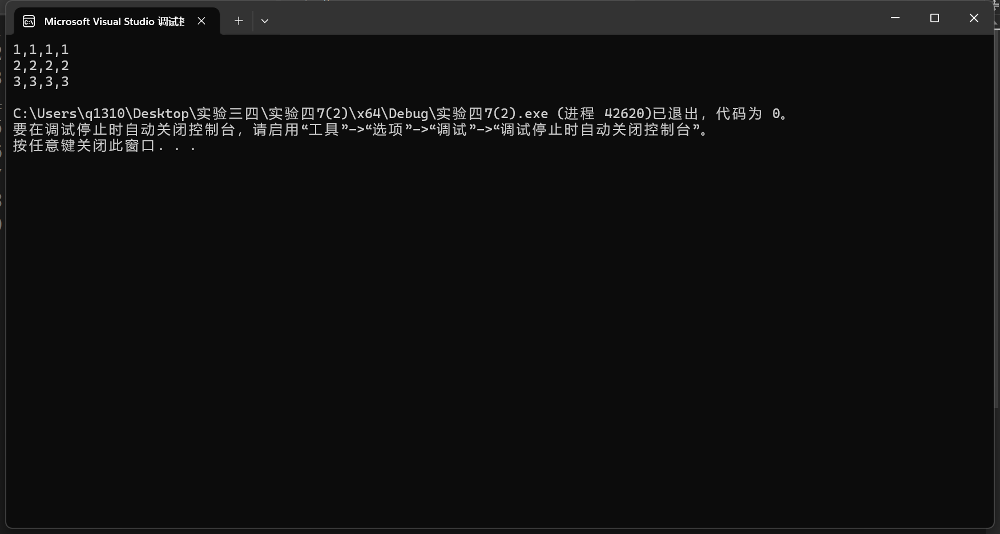 Microsoft Visual Studio 调试
1,1,1,1
2,2,2,2
3,3,3,3
C:\Users\q1310\Desktop\实验三四\实验四7(2)\x64\Debug\实验四7(2).exe (进程 42620)已退出，代码为 0。
要在调试停止时自动关闭控制台，请启用“工具”->“选项”->“调试”->“调试停止时自动关闭控制台”。
按任意键关闭此窗口. . .